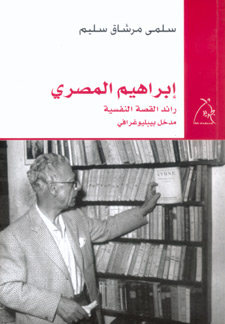 سلمى مرشاق سليم
إبراهيم المصري
رائد القصة النفسية
مدخل بيبليوغرافي